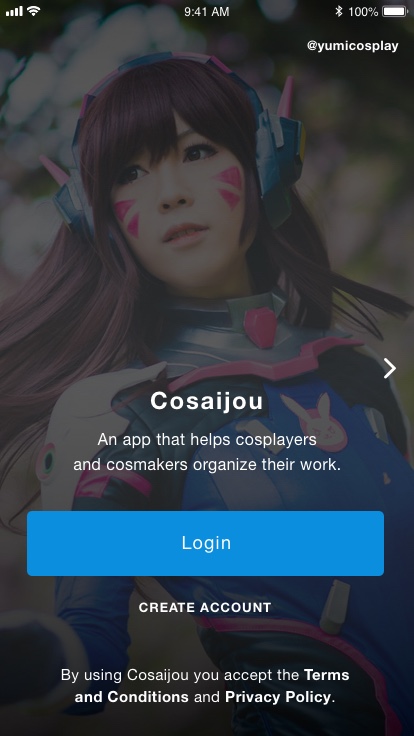 9:41 AM
100%
@yumicosplay
Cosaijou
An app that helps cosplayers
and cosmakers organize their work.
Login
CREATE ACCOUNT
By using Cosaijou you accept the Terms
and Conditions and Privacy Policy.